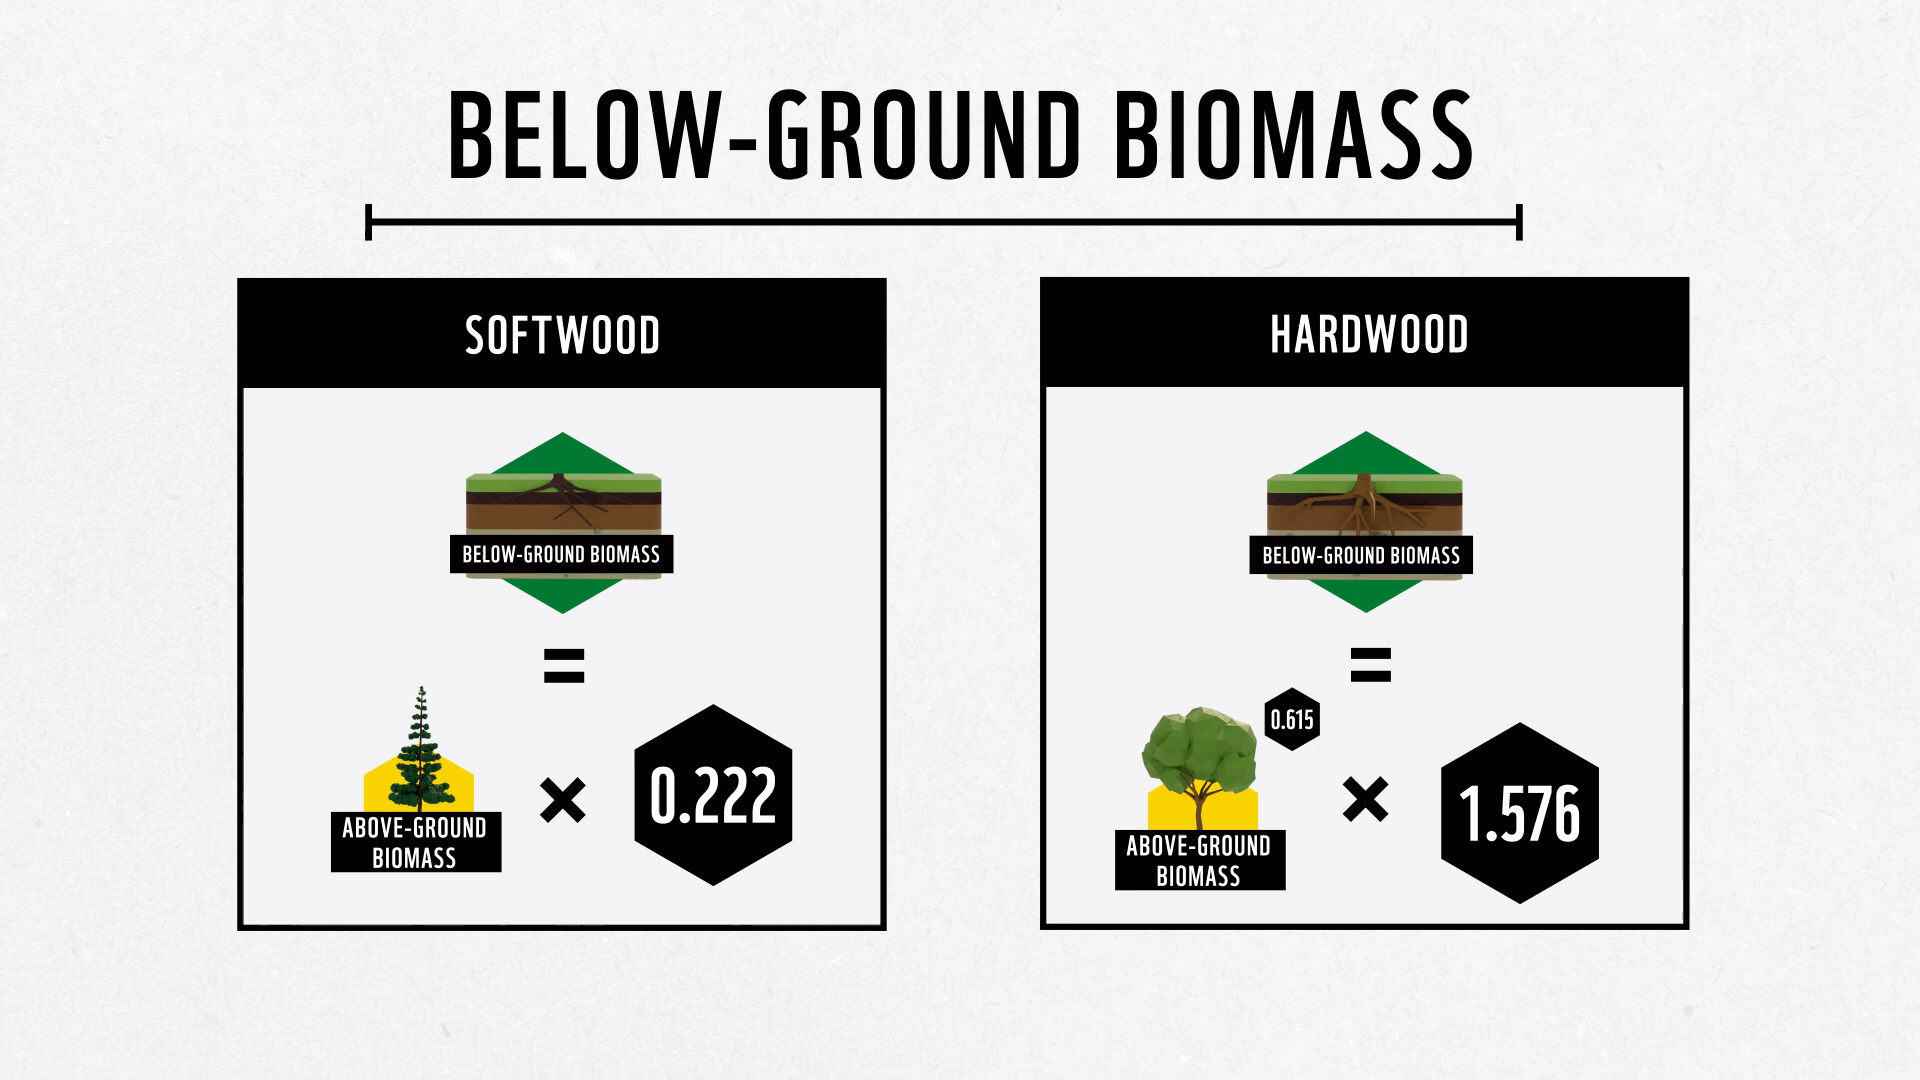 BELOW-GROUND BIOMASS
SOFTWOOD
BELOW-GROUND BIOMASS
=
ABOVE-GROUND
BIOMASS
×
0.222
HARDWOOD
BELOW-GROUND BIOMASS
=
ABOVE-GROUND
BIOMASS
0.615
×
1.576